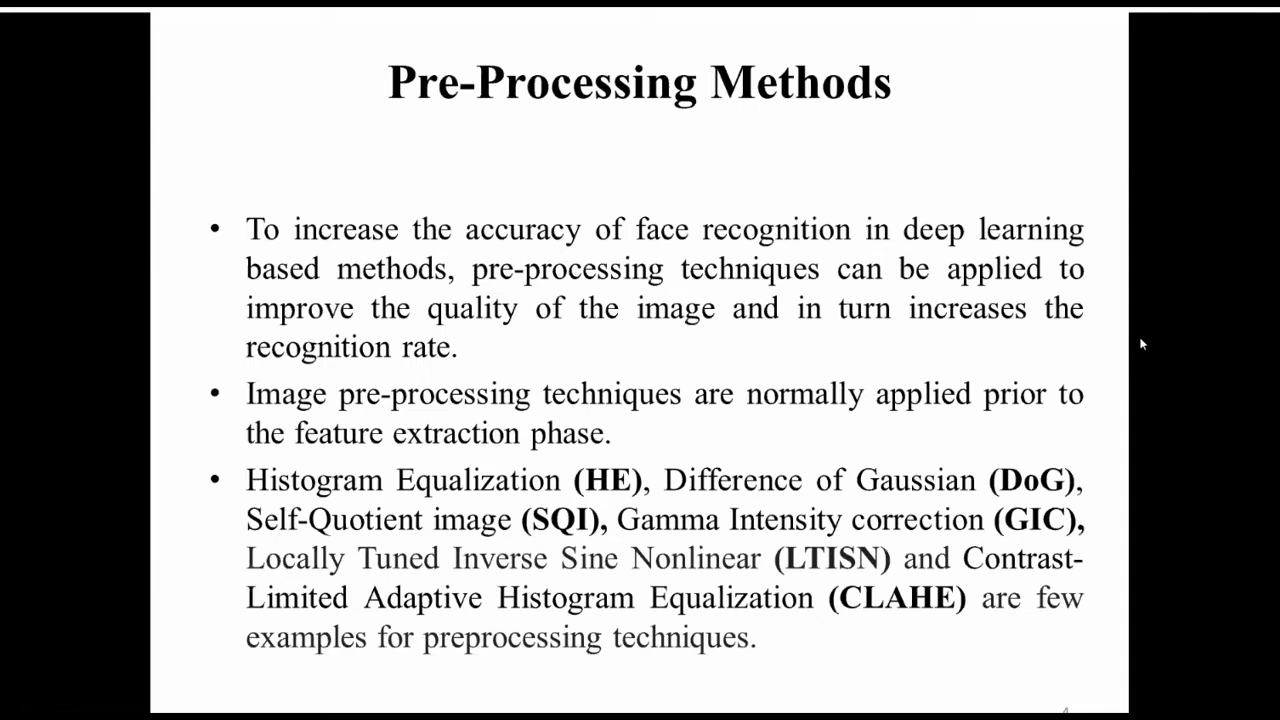 Pre-Processing Methods
• To increase the accuracy of face recognition in deep learning
based methods, pre-processing techniques can be applied to
improve the quality of the image and in turn increases the
recognition rate.
• Image pre-processing techniques are normally applied prior to
the feature extraction phase.
• Histogram Equalization (HE), Difference of Gaussian (DoG),
Self-Quotient image (SQI), Gamma Intensity correction (GIC),
Locally Tuned Inverse Sine Nonlinear (LTISN) and Contrast-
Limited Adaptive Histogram Equalization (CLAHE) are few
examples for preprocessing techniques.